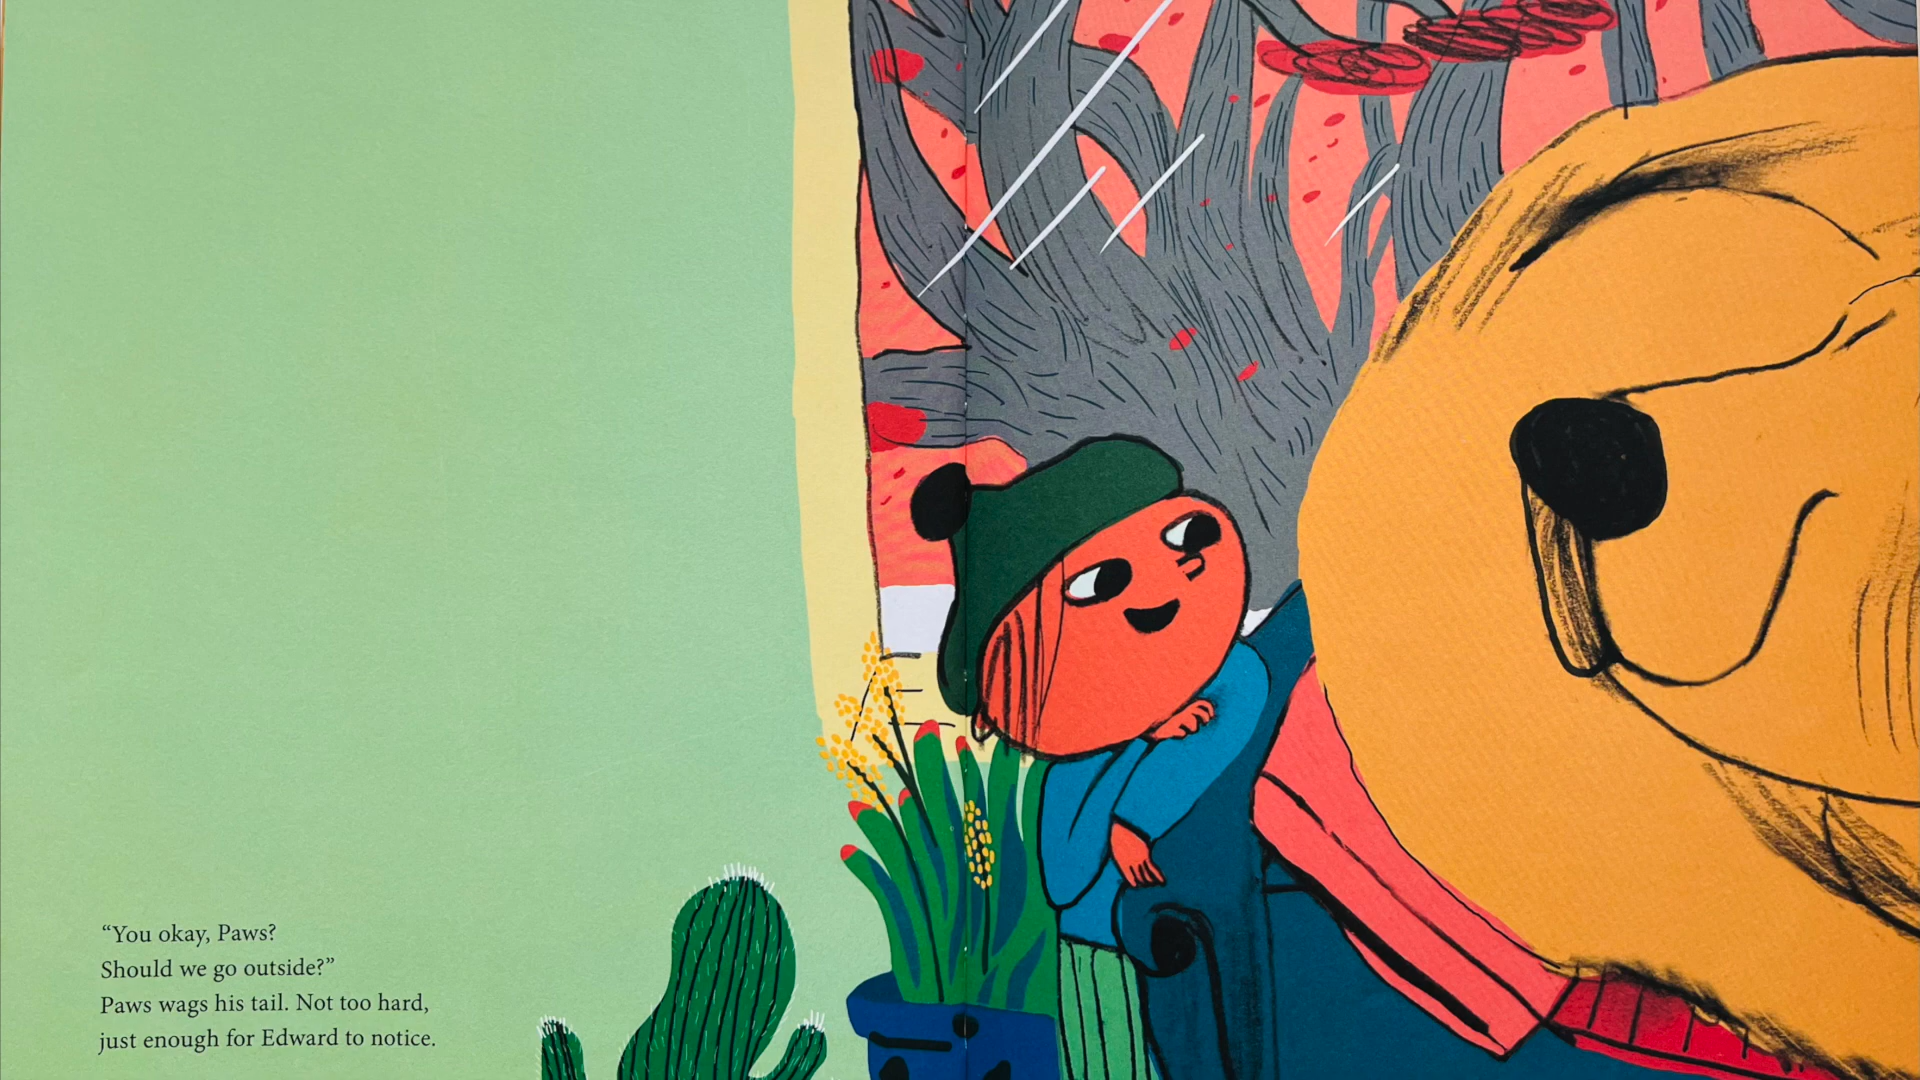 “You okay, Paws?
Should we go outside?”
Paws wags his tail. Not too hard,
just enough for Edward to notice.